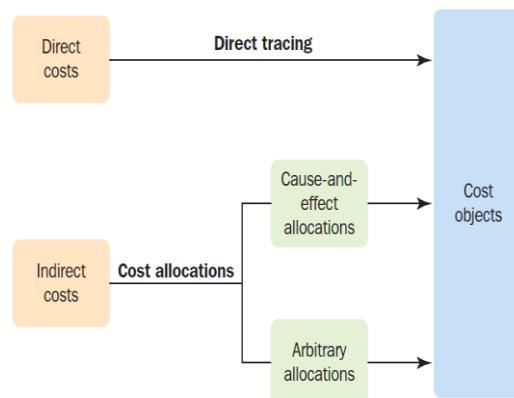 Direct
costs
Direct tracing
Cause-and-
effect
allocations
Cost
objects
Indirect
costs
Cost allocations
Arbitrary
allocations